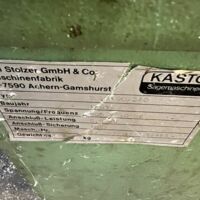 Stolzer GmbH & Co
schinenfabrik
7590 Achern-Gamshurst
KASTO
Sägemaschinen
Baujahr
Spannung/Frequenz
Anschluß-Leistung
Anschluß-Sicherung
Masch.-Nr.
Gewicht kg